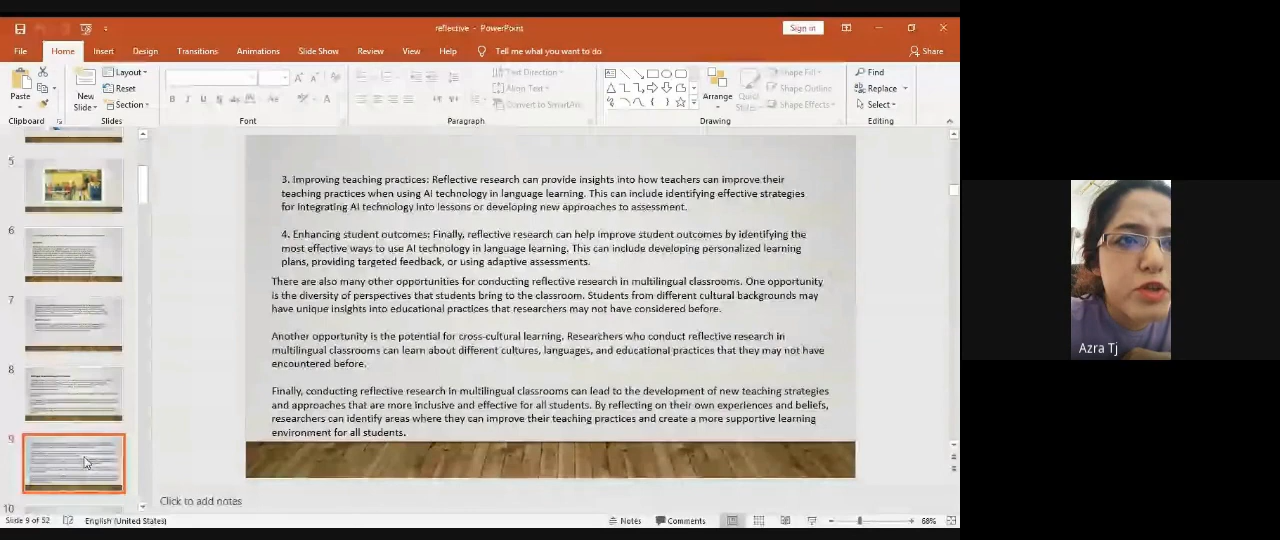 reflective - PowerPoint
Sign in
File Home Insert Design Transitions Animations Slide Show Review View Help Tell me what you want to do Share
Paste
New Slide
Layout
Reset
Section
Text Direction
Align Text
Convert to SmartArt
Arrange
Quick Styles
Shape Fill
Shape Outline
Shape Effects
Find
Replace
Select
Clipboard Slides Font Paragraph Drawing Editing
5
6
7
8
9
10
3. Improving teaching practices: Reflective research can provide insights into how teachers can improve their
teaching practices when using AI technology in language learning. This can include identifying effective strategies
for integrating AI technology into lessons or developing new approaches to assessment.
4. Enhancing student outcomes: Finally, reflective research can help improve student outcomes by identifying the
most effective ways to use AI technology in language learning. This can include developing personalized learning
plans, providing targeted feedback, or using adaptive assessments.
There are also many other opportunities for conducting reflective research in multilingual classrooms. One opportunity
is the diversity of perspectives that students bring to the classroom. Students from different cultural backgrounds may
have unique insights into educational practices that researchers may not have considered before.
Another opportunity is the potential for cross-cultural learning. Researchers who conduct reflective research in
multilingual classrooms can learn about different cultures, languages, and educational practices that they may not have
encountered before.
Finally, conducting reflective research in multilingual classrooms can lead to the development of new teaching strategies
and approaches that are more inclusive and effective for all students. By reflecting on their own experiences and beliefs,
researchers can identify areas where they can improve their teaching practices and create a more supportive learning
environment for all students.
Click to add notes
Slide 9 of 52 English (United States) Notes Comments 68%
Azra Tj